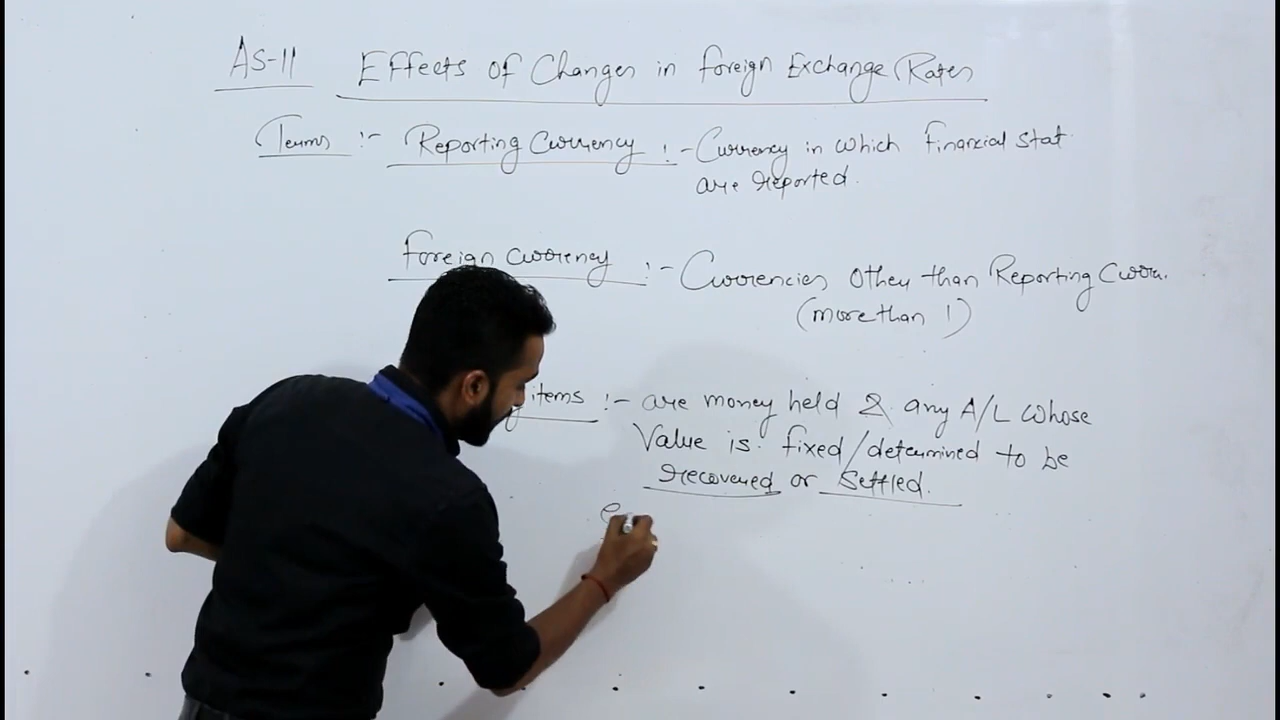 AS-11 Effects of Changes in Foreign Exchange Rates
Terms :- Reporting Currency :- Currency in which Financial Stat.
are reported.
Foreign Currency :- Currencies Other than Reporting Curr.
(more than 1)
items :- are money held & any A/L whose
Value is fixed/determined to be
recovered or Settled.